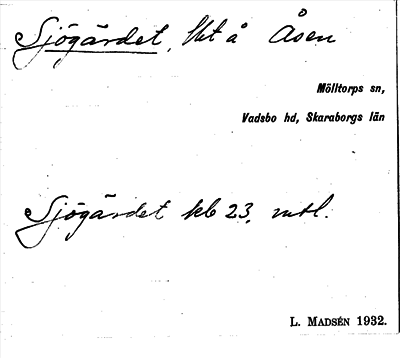 Sjögärdet, lht å Åsen
Mölltorps sn,
Vadsbo hd, Skaraborgs län
Sjögärdet kb 23, mtl.
L. MADSÉN 1932.